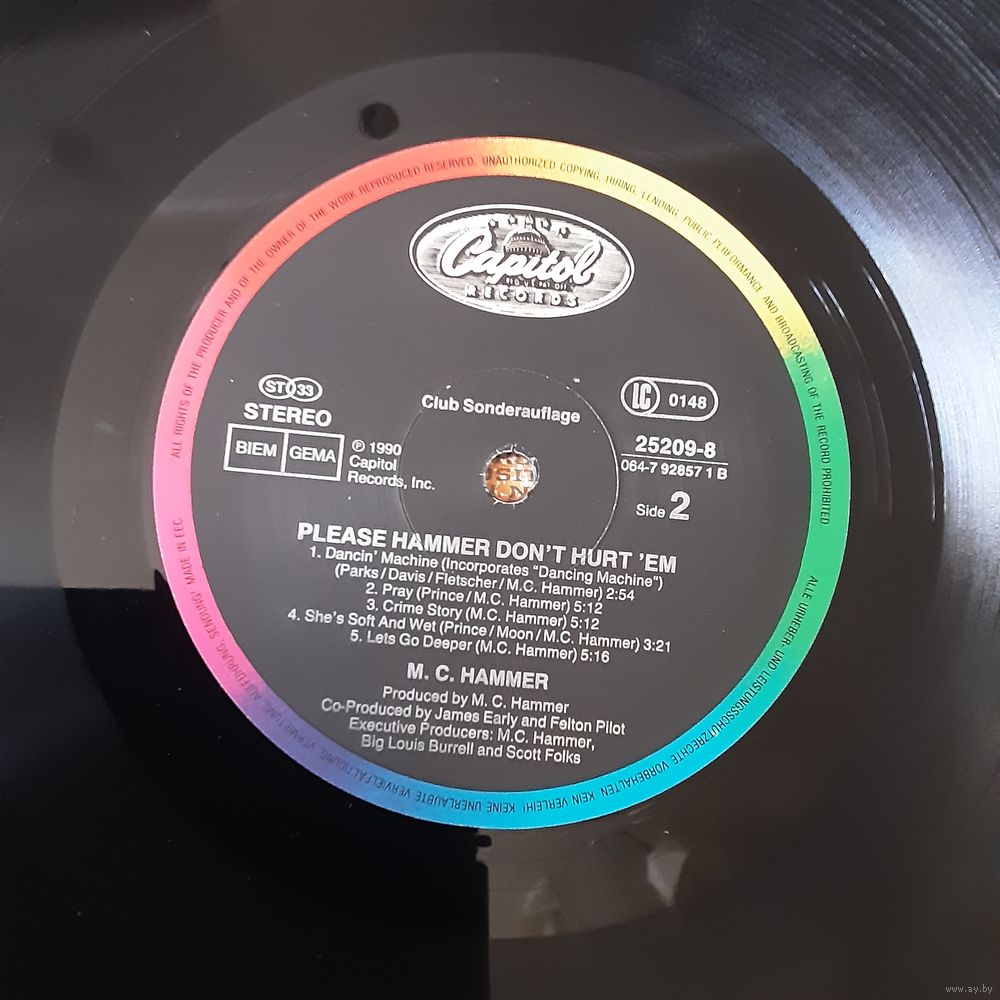 ALL RIGHTS OF THE PRODUCER AND OF THE OWNER OF THE WORK REPRODUCED RESERVED. UNAUTHORIZED COPYING, HIRING, LENDING, PUBLIC PERFORMANCE AND BROADCASTING OF THE RECORD PROHIBITED.
Capitol
RECORDS
ST 33
STEREO
BIEM GEMA
℗ 1990
Capitol
Records, Inc.
Club Sonderauflage
LC 0148
25209-8
064-7 92857 1 B
Side 2
PLEASE HAMMER DON'T HURT 'EM
1. Dancin' Machine (Incorporates "Dancing Machine")
(Parks / Davis / Fletscher / M.C. Hammer) 2:54
2. Pray (Prince / M.C. Hammer) 5:12
3. Crime Story (M.C. Hammer) 5:12
4. She's Soft And Wet (Prince / Moon / M.C. Hammer) 3:21
5. Lets Go Deeper (M.C. Hammer) 5:16
M. C. HAMMER
Produced by M. C. Hammer
Co-Produced by James Early and Felton Pilot
Executive Producers: M.C. Hammer,
Big Louis Burrell and Scott Folks
ALLE URHEBER- UND LEISTUNGSSCHUTZRECHTE VORBEHALTEN. KEIN VERLEIH! KEINE UNERLAUBTE VERVIELFÄLTIGUNG, VERMIETUNG, AUFFÜHRUNG, SENDUNG! MADE IN EEC
www.ay.by